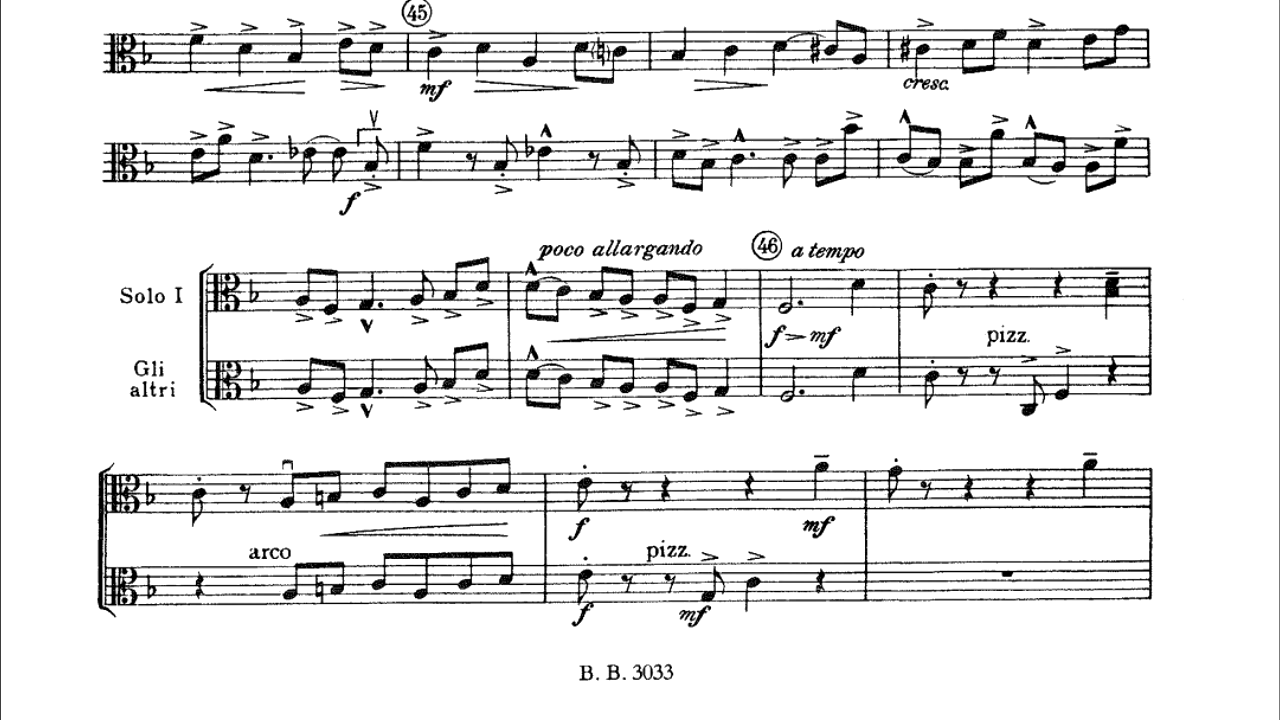 45
mf cresc.
f
poco allargando 46 a tempo
Solo I
f mf
pizz.
Gli
altri
f mf
arco pizz.
f mf
B. B. 3033